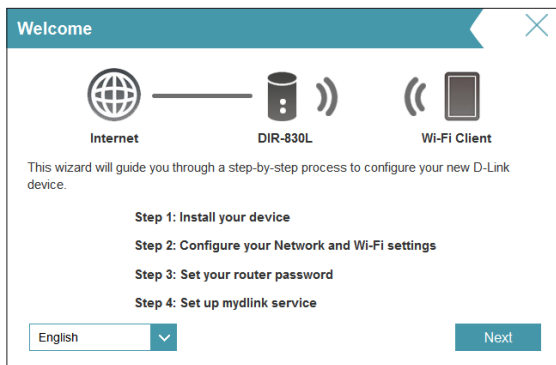 Welcome
Internet
DIR-830L
Wi-Fi Client
This wizard will guide you through a step-by-step process to configure your new D-Link
device.
Step 1: Install your device
Step 2: Configure your Network and Wi-Fi settings
Step 3: Set your router password
Step 4: Set up mydlink service
English
Next